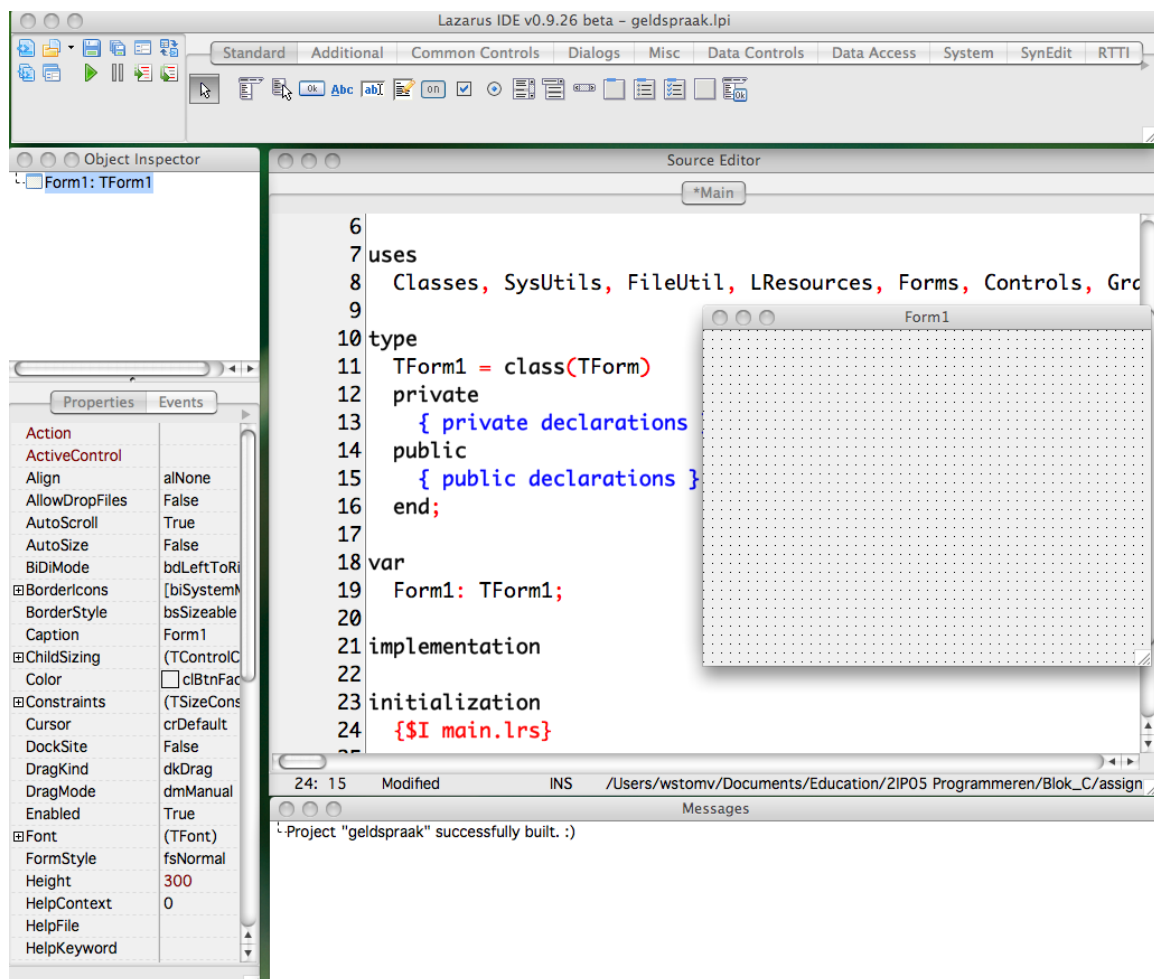 Lazarus IDE v0.9.26 beta – geldspraak.lpi
Standard Additional Common Controls Dialogs Misc Data Controls Data Access System SynEdit RTTI
Ok Abc abI on Ok
Object Inspector
Form1: TForm1
Properties Events
Action
ActiveControl
Align alNone
AllowDropFiles False
AutoScroll True
AutoSize False
BiDiMode bdLeftToRi
BorderIcons [biSystemM
BorderStyle bsSizeable
Caption Form1
ChildSizing (TControlC
Color clBtnFac
Constraints (TSizeCons
Cursor crDefault
DockSite False
DragKind dkDrag
DragMode dmManual
Enabled True
Font (TFont)
FormStyle fsNormal
Height 300
HelpContext 0
HelpFile
HelpKeyword
Source Editor
*Main
6
7 uses
8 Classes, SysUtils, FileUtil, LResources, Forms, Controls, Gra
9
10 type
11 TForm1 = class(TForm)
12 private
13 { private declarations }
14 public
15 { public declarations }
16 end;
17
18 var
19 Form1: TForm1;
20
21 implementation
22
23 initialization
24 {$I main.lrs}
Form1
24: 15 Modified INS /Users/wstomv/Documents/Education/2IP05 Programmeren/Blok_C/assign
Messages
Project "geldspraak" successfully built. :)